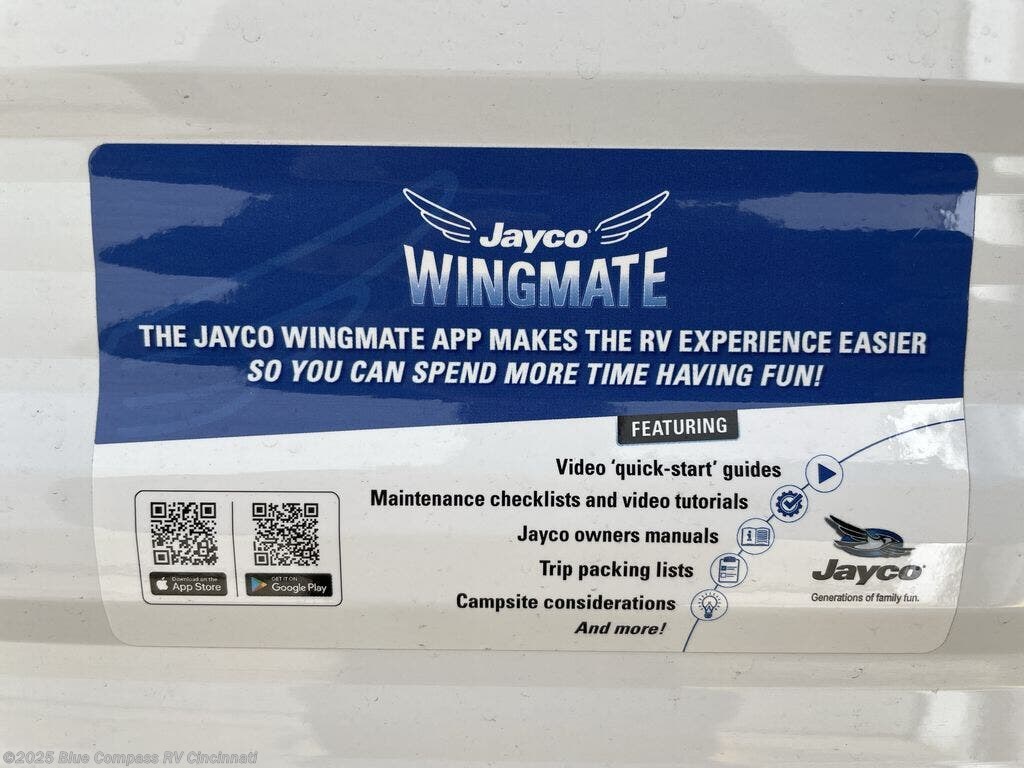 Jayco
WINGMATE
THE JAYCO WINGMATE APP MAKES THE RV EXPERIENCE EASIER
SO YOU CAN SPEND MORE TIME HAVING FUN!
FEATURING
Video ‘quick-start’ guides
Maintenance checklists and video tutorials
Jayco owners manuals
Trip packing lists
Campsite considerations
And more!
Download on the
App Store
GET IT ON
Google Play
Jayco
Generations of family fun.
©2025 Blue Compass RV Cincinnati